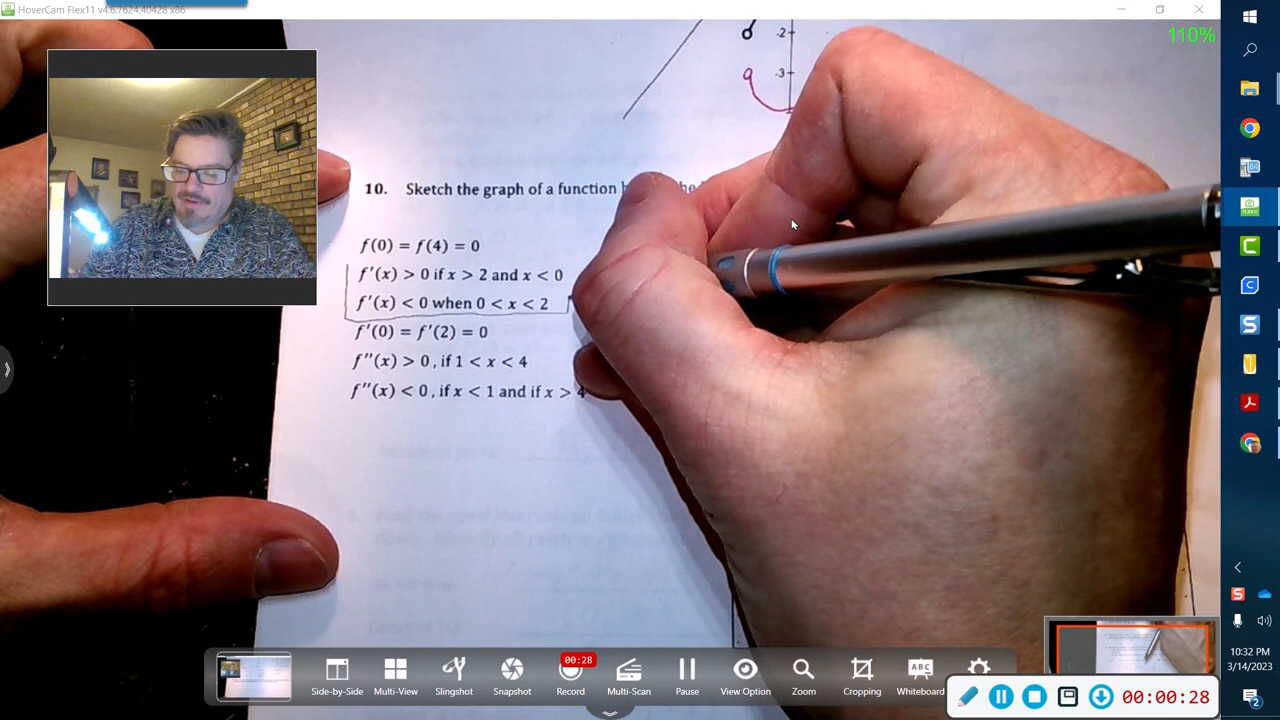 HoverCam Flex11 v4.6.7624.40428 x86
110%
-2
-3
10. Sketch the graph of a function
f(0) = f(4) = 0
f'(x) > 0 if x > 2 and x < 0
f'(x) < 0 when 0 < x < 2
f'(0) = f'(2) = 0
f''(x) > 0, if 1 < x < 4
f''(x) < 0, if x < 1 and if x > 4
00:28
Side-by-Side Multi-View Slingshot Snapshot Record Multi-Scan Pause View Option Zoom Cropping Whiteboard
ABC
00:00:28
10:32 PM
3/14/2023
2